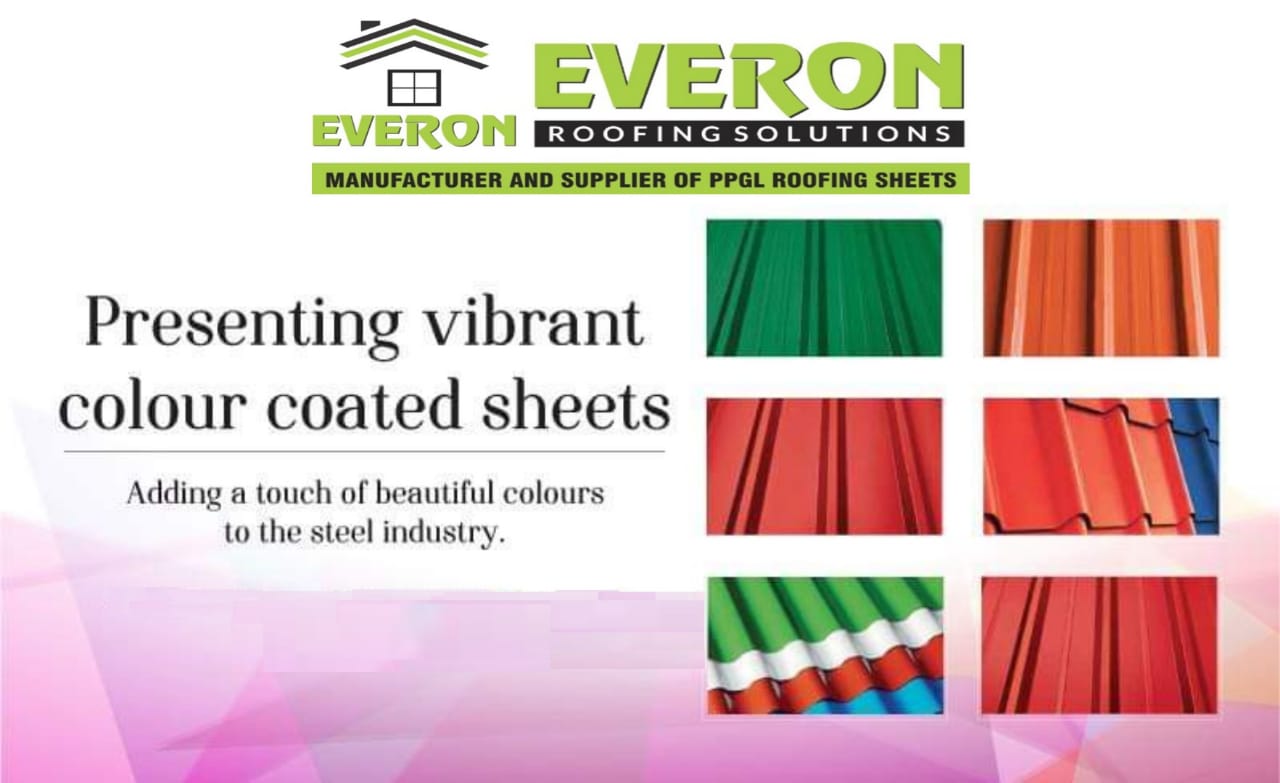 EVERON
EVERON
ROOFING SOLUTIONS
MANUFACTURER AND SUPPLIER OF PPGL ROOFING SHEETS
Presenting vibrant
colour coated sheets
Adding a touch of beautiful colours
to the steel industry.